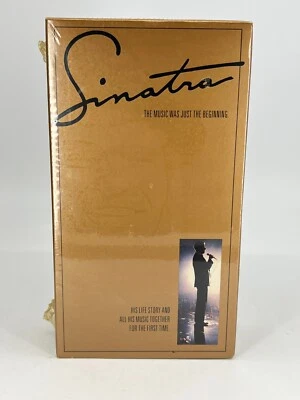 Sinatra
THE MUSIC WAS JUST THE BEGINNING
HIS LIFE STORY AND
ALL HIS MUSIC TOGETHER
FOR THE FIRST TIME.